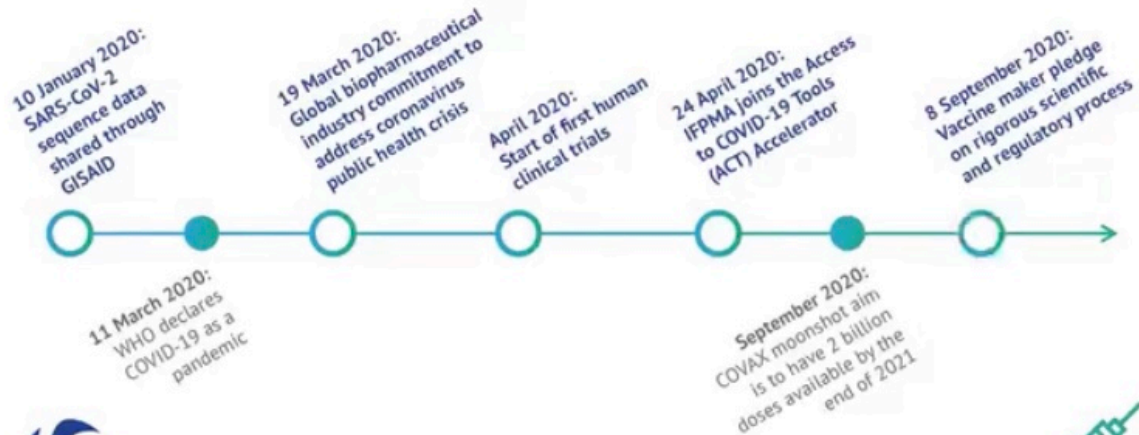 10 January 2020:
SARS-CoV-2
sequence data
shared through
GISAID
11 March 2020:
WHO declares
COVID-19 as a
pandemic
19 March 2020:
Global biopharmaceutical
industry commitment to
address coronavirus
public health crisis
April 2020:
Start of first human
clinical trials
24 April 2020:
IFPMA joins the Access
to COVID-19 Tools
(ACT) Accelerator
September 2020:
COVAX moonshot aim
is to have 2 billion
doses available by the
end of 2021
8 September 2020:
Vaccine maker pledge
on rigorous scientific
and regulatory process